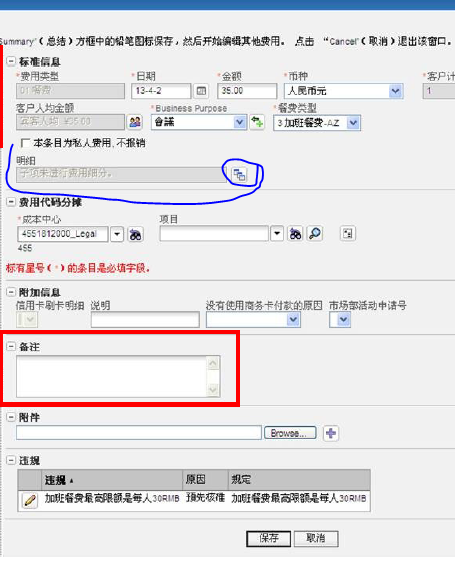 Summary”（总结）方框中的铅笔图标保存，然后开始编辑其他费用。 点击 “Cancel”（取消）退出该窗口。
标准信息
*费用类型 *日期 *金额 *币种 *客户计
01餐费 13-4-2 35.00 人民币元 1
客户人均金额 *Business Purpose *餐费类型
宾客人均 ¥35.00 會議 3加班餐费-AZ
本条目为私人费用,不报销
明细
子项未进行费用细分。
费用代码分摊
*成本中心 项目
4551812000_Legal
455
标有星号（*）的条目是必填字段。
附加信息
信用卡刷卡明细 说明 没有使用商务卡付款的原因 市场部活动申请号
备注
附件
Browse...
违规
违规 原因 规定
加班餐费最高限额是每人30RMB 預先核准 加班餐费最高限额是每人30RMB
保存 取消